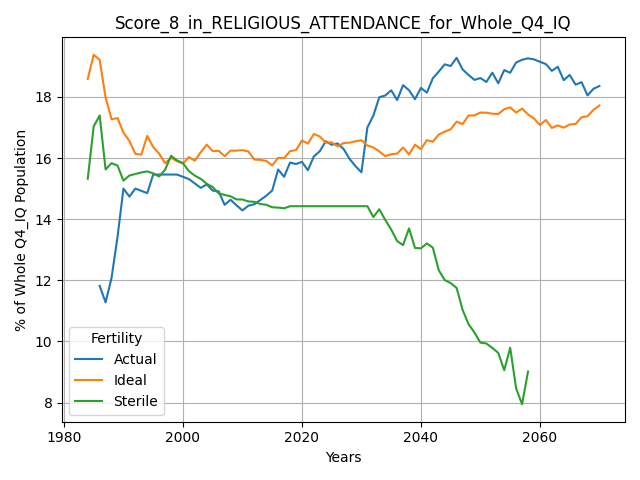 Score_8_in_RELIGIOUS_ATTENDANCE_for_Whole_Q4_IQ
% of Whole Q4_IQ Population
18
16
14
12
10
8
Fertility
Actual
Ideal
Sterile
1980 2000 2020 2040 2060
Years